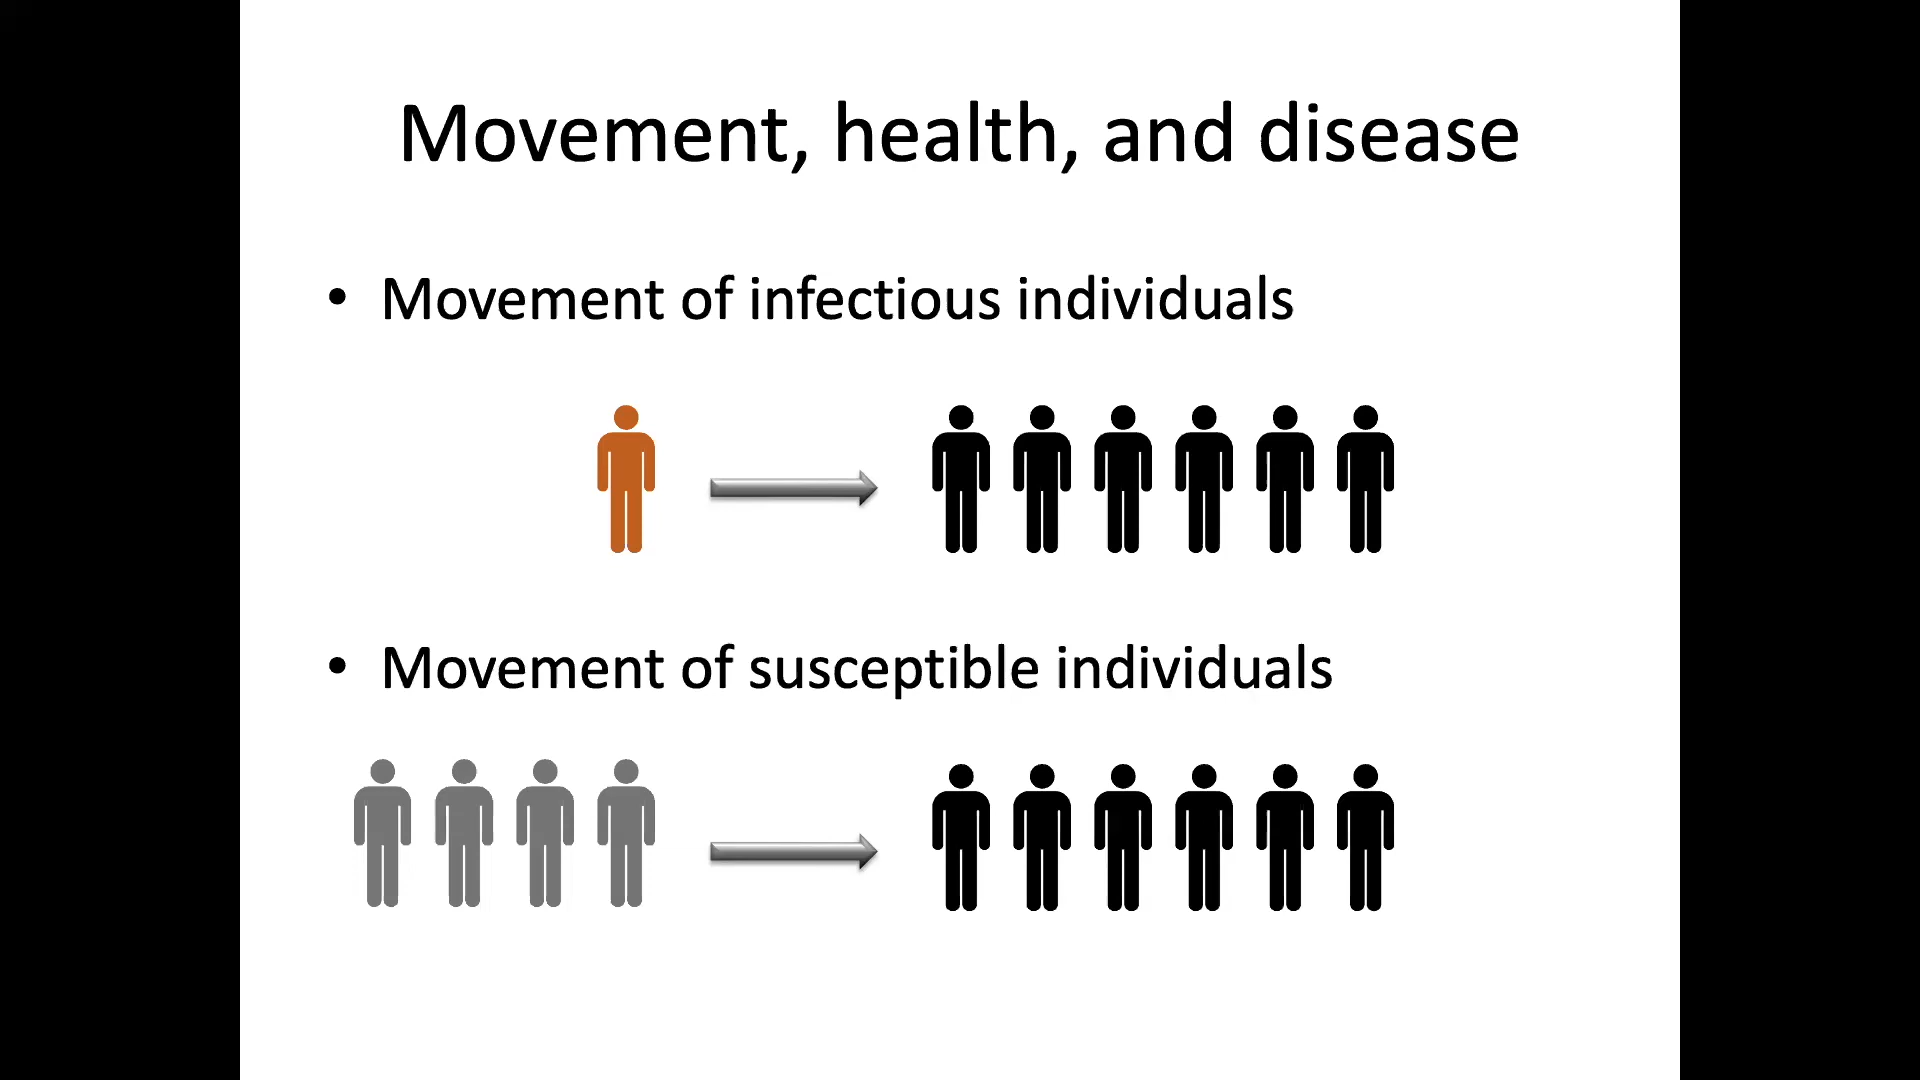 Movement, health, and disease
• Movement of infectious individuals
• Movement of susceptible individuals